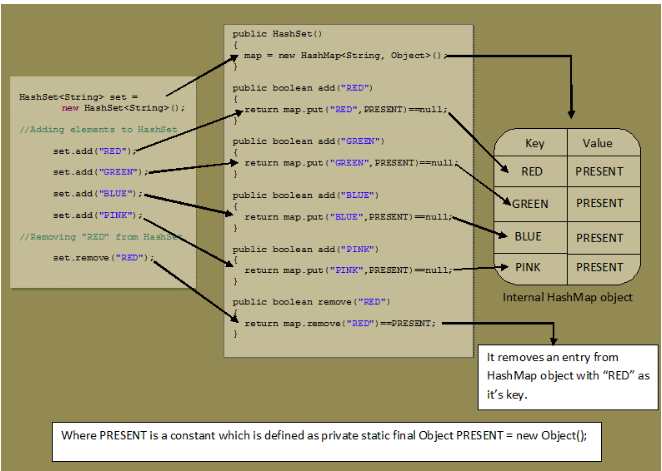 HashSet<String> set =
new HashSet<String>();
//Adding elements to HashSet
set.add("RED");
set.add("GREEN");
set.add("BLUE");
set.add("PINK");
//Removing "RED" from HashSet
set.remove("RED");
public HashSet()
{
map = new HashMap<String, Object>();
}
public boolean add("RED")
{
return map.put("RED",PRESENT)==null;
}
public boolean add("GREEN")
{
return map.put("GREEN",PRESENT)==null;
}
public boolean add("BLUE")
{
return map.put("BLUE",PRESENT)==null;
}
public boolean add("PINK")
{
return map.put("PINK",PRESENT)==null;
}
public boolean remove("RED")
{
return map.remove("RED")==PRESENT;
}
Key Value
RED PRESENT
GREEN PRESENT
BLUE PRESENT
PINK PRESENT
Internal HashMap object
It removes an entry from
HashMap object with “RED” as
it’s key.
Where PRESENT is a constant which is defined as private static final Object PRESENT = new Object();